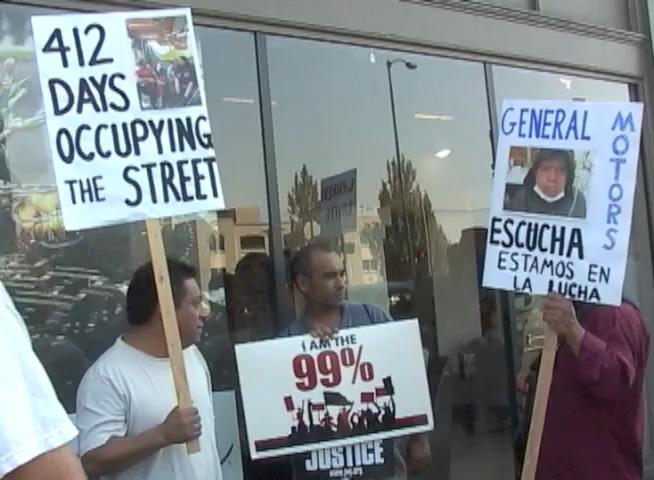 412
DAYS
OCCUPYING
THE STREET
I AM THE
99%
JUSTICE
GENERAL
MOTORS
ESCUCHA
ESTAMOS EN
LA LUCHA